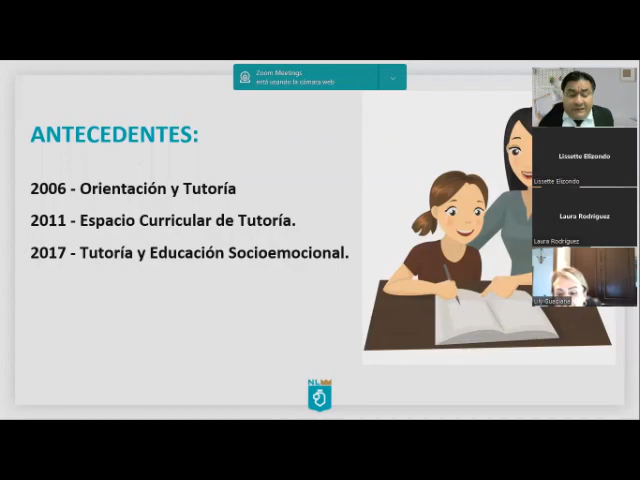 Zoom Meetings
está usando la cámara web
ANTECEDENTES:
2006 - Orientación y Tutoría
2011 - Espacio Curricular de Tutoría.
2017 - Tutoría y Educación Socioemocional.
Lissette Elizondo
Lissette Elizondo
Laura Rodriguez
Laura Rodriguez
NL